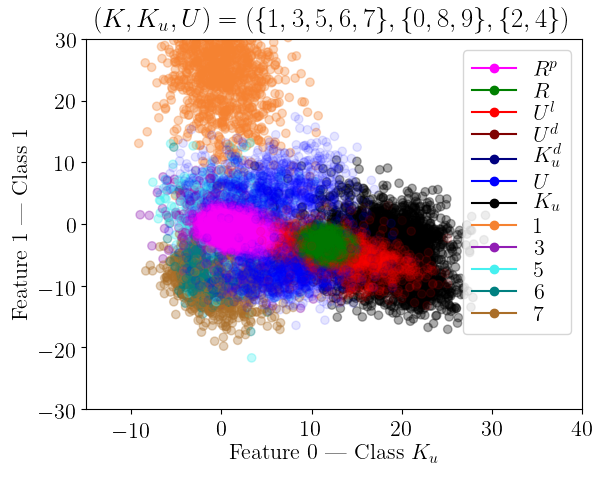 (K, K_u, U) = ({1, 3, 5, 6, 7}, {0, 8, 9}, {2, 4})
30
20
10
0
−10
−20
−30
Feature 1 — Class 1
R^p
R
U^l
U^d
K_u^d
U
K_u
1
3
5
6
7
−10 0 10 20 30 40
Feature 0 — Class K_u